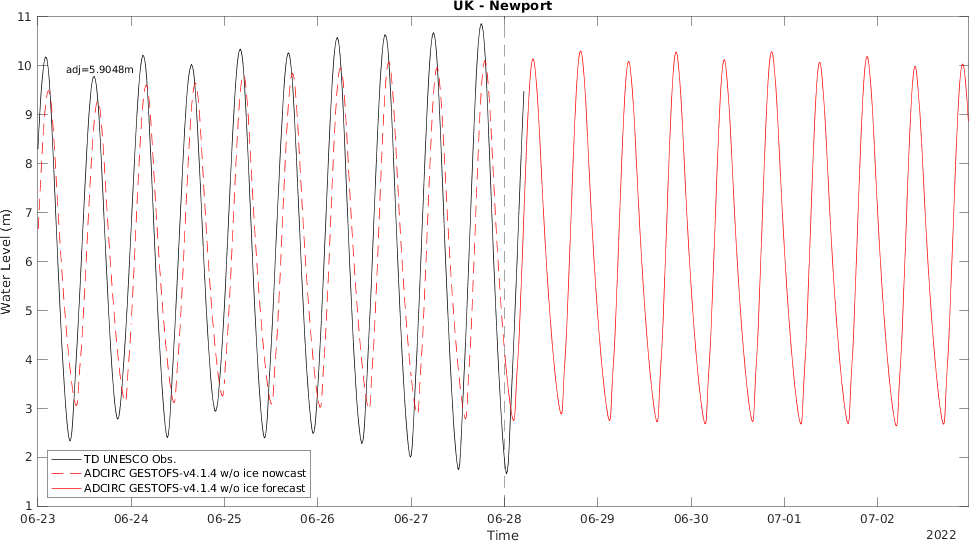 UK - Newport
11
10
9
8
7
6
5
4
3
2
1
Water Level (m)
adj=5.9048m
TD UNESCO Obs.
ADCIRC GESTOFS-v4.1.4 w/o ice nowcast
ADCIRC GESTOFS-v4.1.4 w/o ice forecast
06-23 06-24 06-25 06-26 06-27 06-28 06-29 06-30 07-01 07-02
Time
2022